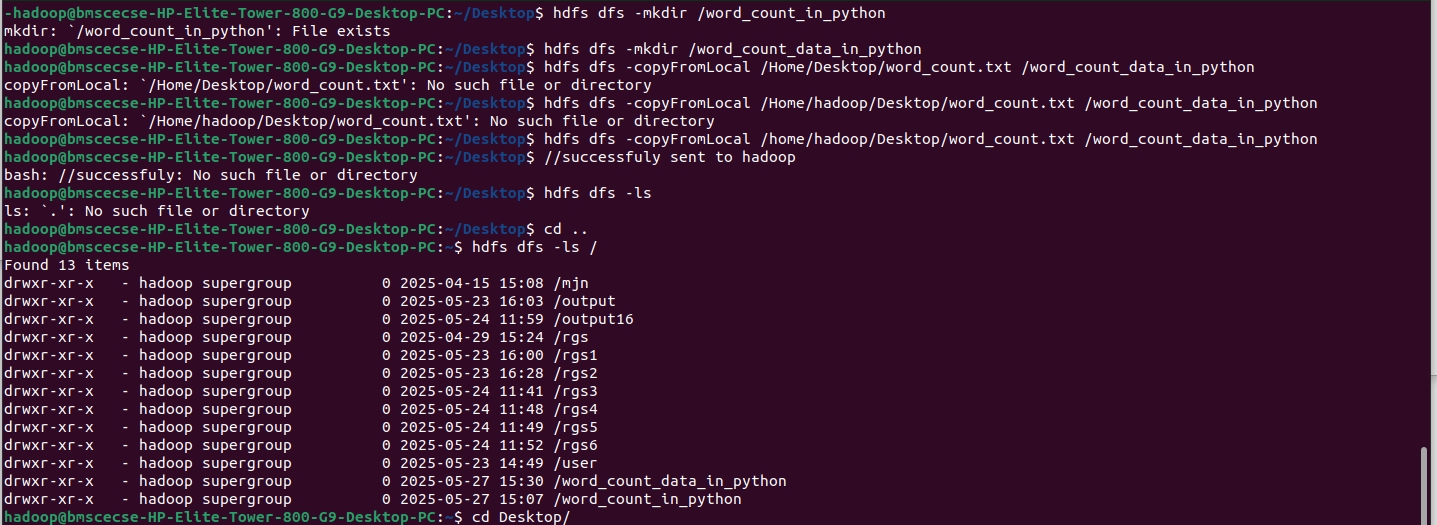 -hadoop@bmscecse-HP-Elite-Tower-800-G9-Desktop-PC:~/Desktop$ hdfs dfs -mkdir /word_count_in_python
mkdir: `/word_count_in_python': File exists
hadoop@bmscecse-HP-Elite-Tower-800-G9-Desktop-PC:~/Desktop$ hdfs dfs -mkdir /word_count_data_in_python
hadoop@bmscecse-HP-Elite-Tower-800-G9-Desktop-PC:~/Desktop$ hdfs dfs -copyFromLocal /Home/Desktop/word_count.txt /word_count_data_in_python
copyFromLocal: `/Home/Desktop/word_count.txt': No such file or directory
hadoop@bmscecse-HP-Elite-Tower-800-G9-Desktop-PC:~/Desktop$ hdfs dfs -copyFromLocal /Home/hadoop/Desktop/word_count.txt /word_count_data_in_python
copyFromLocal: `/Home/hadoop/Desktop/word_count.txt': No such file or directory
hadoop@bmscecse-HP-Elite-Tower-800-G9-Desktop-PC:~/Desktop$ hdfs dfs -copyFromLocal /home/hadoop/Desktop/word_count.txt /word_count_data_in_python
hadoop@bmscecse-HP-Elite-Tower-800-G9-Desktop-PC:~/Desktop$ //successfuly sent to hadoop
bash: //successfuly: No such file or directory
hadoop@bmscecse-HP-Elite-Tower-800-G9-Desktop-PC:~/Desktop$ hdfs dfs -ls
ls: `.': No such file or directory
hadoop@bmscecse-HP-Elite-Tower-800-G9-Desktop-PC:~/Desktop$ cd ..
hadoop@bmscecse-HP-Elite-Tower-800-G9-Desktop-PC:~$ hdfs dfs -ls /
Found 13 items
drwxr-xr-x   - hadoop supergroup          0 2025-04-15 15:08 /mjn
drwxr-xr-x   - hadoop supergroup          0 2025-05-23 16:03 /output
drwxr-xr-x   - hadoop supergroup          0 2025-05-24 11:59 /output16
drwxr-xr-x   - hadoop supergroup          0 2025-04-29 15:24 /rgs
drwxr-xr-x   - hadoop supergroup          0 2025-05-23 16:00 /rgs1
drwxr-xr-x   - hadoop supergroup          0 2025-05-23 16:28 /rgs2
drwxr-xr-x   - hadoop supergroup          0 2025-05-24 11:41 /rgs3
drwxr-xr-x   - hadoop supergroup          0 2025-05-24 11:48 /rgs4
drwxr-xr-x   - hadoop supergroup          0 2025-05-24 11:49 /rgs5
drwxr-xr-x   - hadoop supergroup          0 2025-05-24 11:52 /rgs6
drwxr-xr-x   - hadoop supergroup          0 2025-05-23 14:49 /user
drwxr-xr-x   - hadoop supergroup          0 2025-05-27 15:30 /word_count_data_in_python
drwxr-xr-x   - hadoop supergroup          0 2025-05-27 15:07 /word_count_in_python
hadoop@bmscecse-HP-Elite-Tower-800-G9-Desktop-PC:~$ cd Desktop/